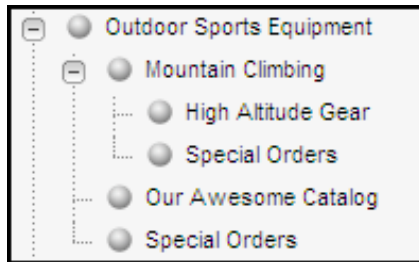 Outdoor Sports Equipment
Mountain Climbing
High Altitude Gear
Special Orders
Our Awesome Catalog
Special Orders